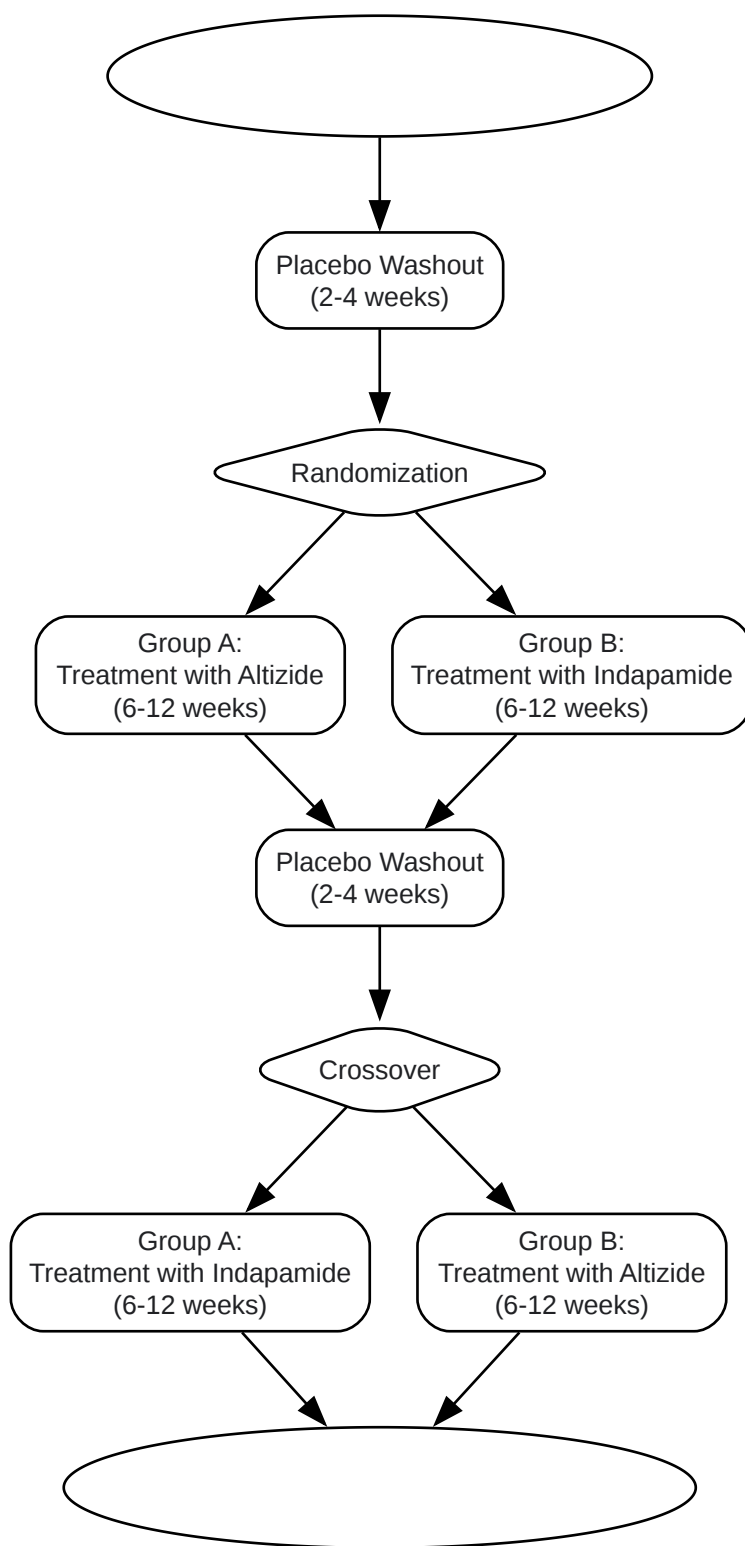 Placebo Washout
(2-4 weeks)
Randomization
Group A:
Treatment with Altizide
(6-12 weeks)
Group B:
Treatment with Indapamide
(6-12 weeks)
Placebo Washout
(2-4 weeks)
Crossover
Group A:
Treatment with Indapamide
(6-12 weeks)
Group B:
Treatment with Altizide
(6-12 weeks)